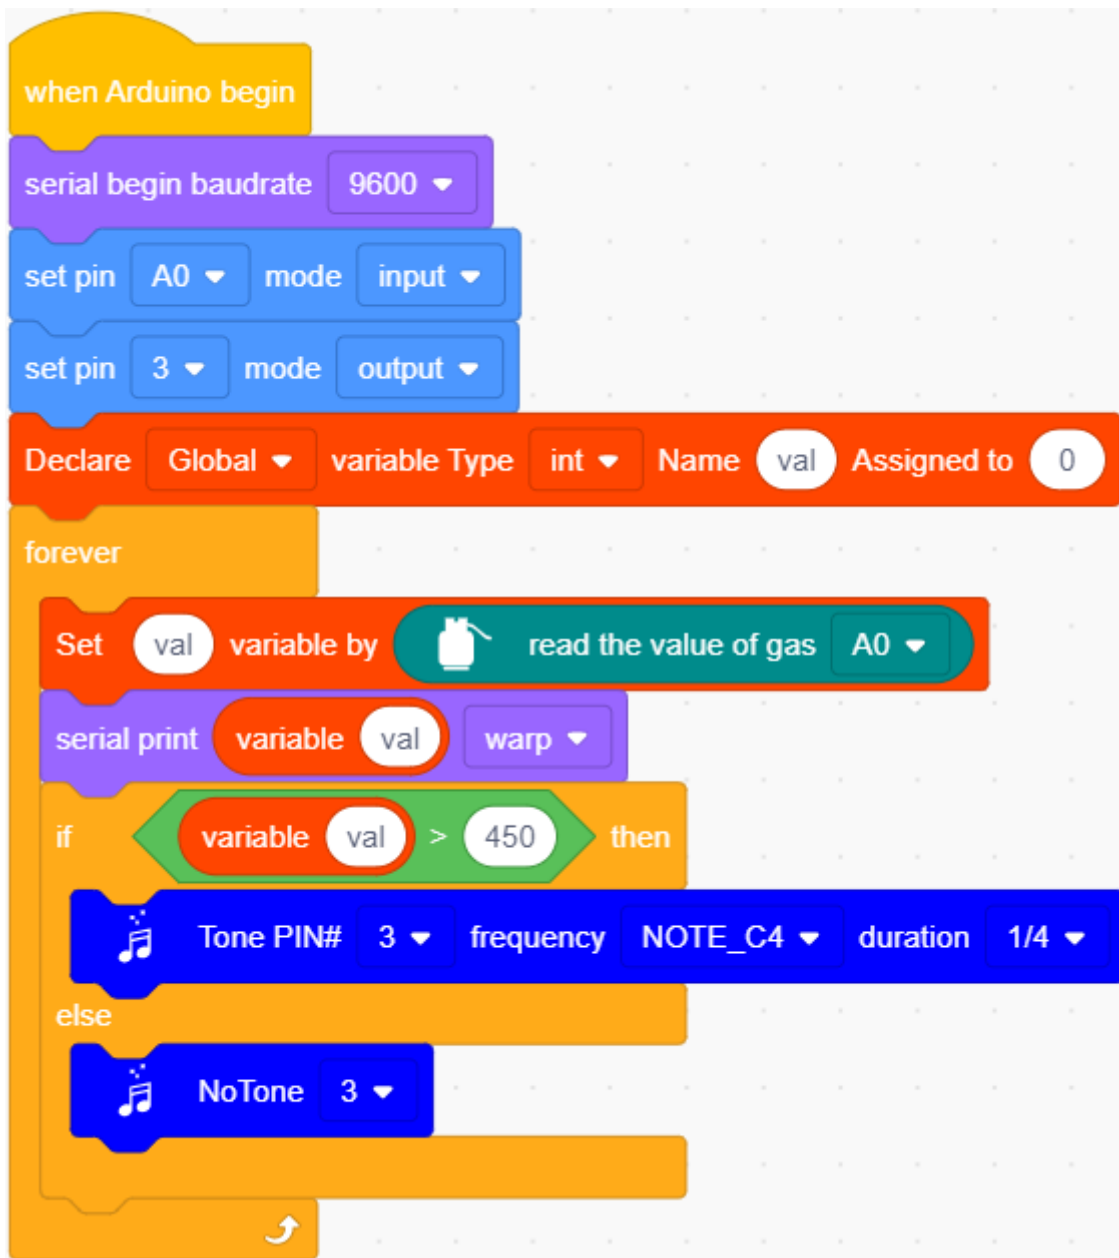 when Arduino begin
serial begin baudrate 9600
set pin A0 mode input
set pin 3 mode output
Declare Global variable Type int Name val Assigned to 0
forever
Set val variable by read the value of gas A0
serial print variable val warp
if variable val > 450 then
Tone PIN# 3 frequency NOTE_C4 duration 1/4
else
NoTone 3